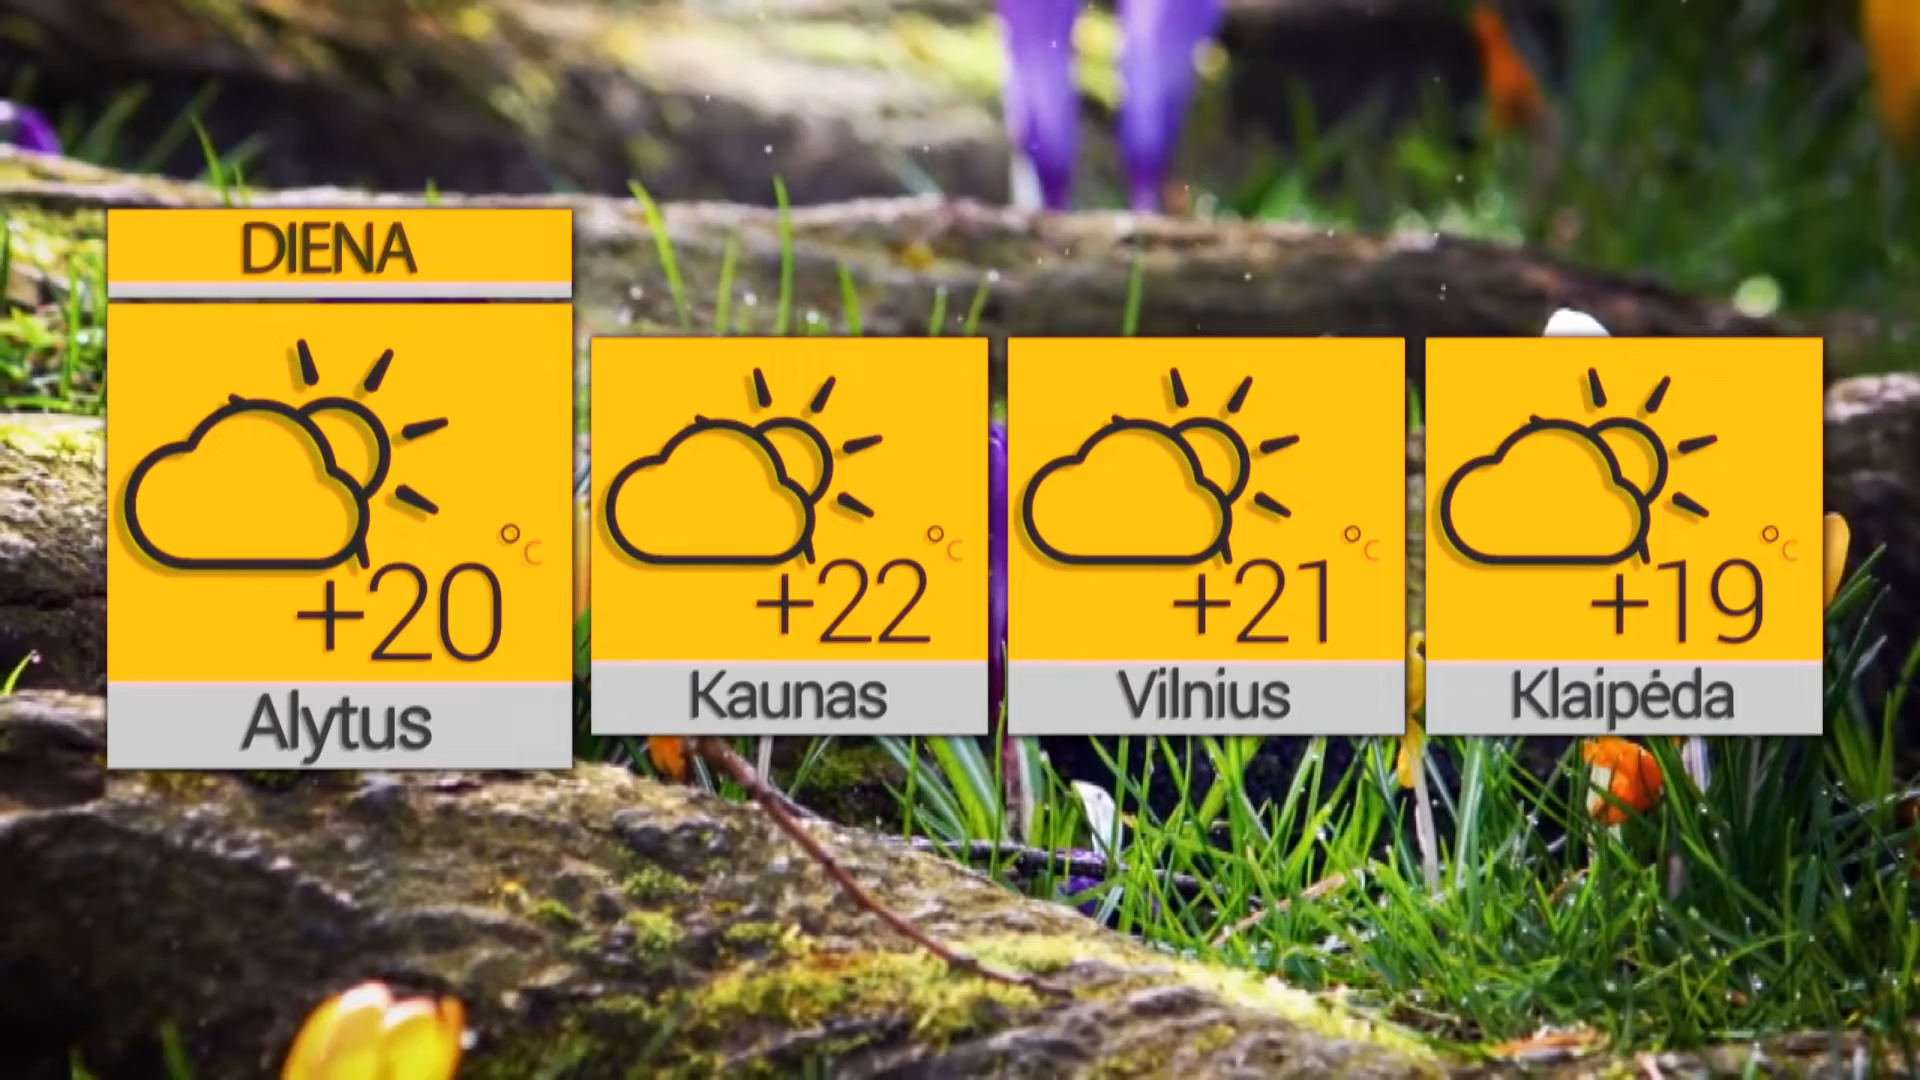 DIENA
°C
+20
Alytus
°C
+22
Kaunas
°C
+21
Vilnius
°C
+19
Klaipėda